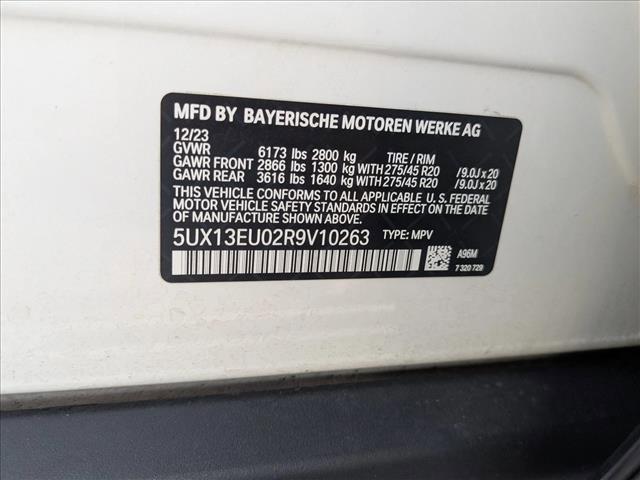 MFD BY BAYERISCHE MOTOREN WERKE AG
12/23
GVWR 6173 lbs 2800 kg TIRE / RIM
GAWR FRONT 2866 lbs 1300 kg WITH 275/45 R20 / 9.0J x 20
GAWR REAR 3616 lbs 1640 kg WITH 275/45 R20 / 9.0J x 20
THIS VEHICLE CONFORMS TO ALL APPLICABLE U. S. FEDERAL
MOTOR VEHICLE SAFETY STANDARDS IN EFFECT ON THE
DATE OF MANUFACTURE SHOWN ABOVE.
5UX13EU02R9V10263 TYPE: MPV
A96M
7 320 729